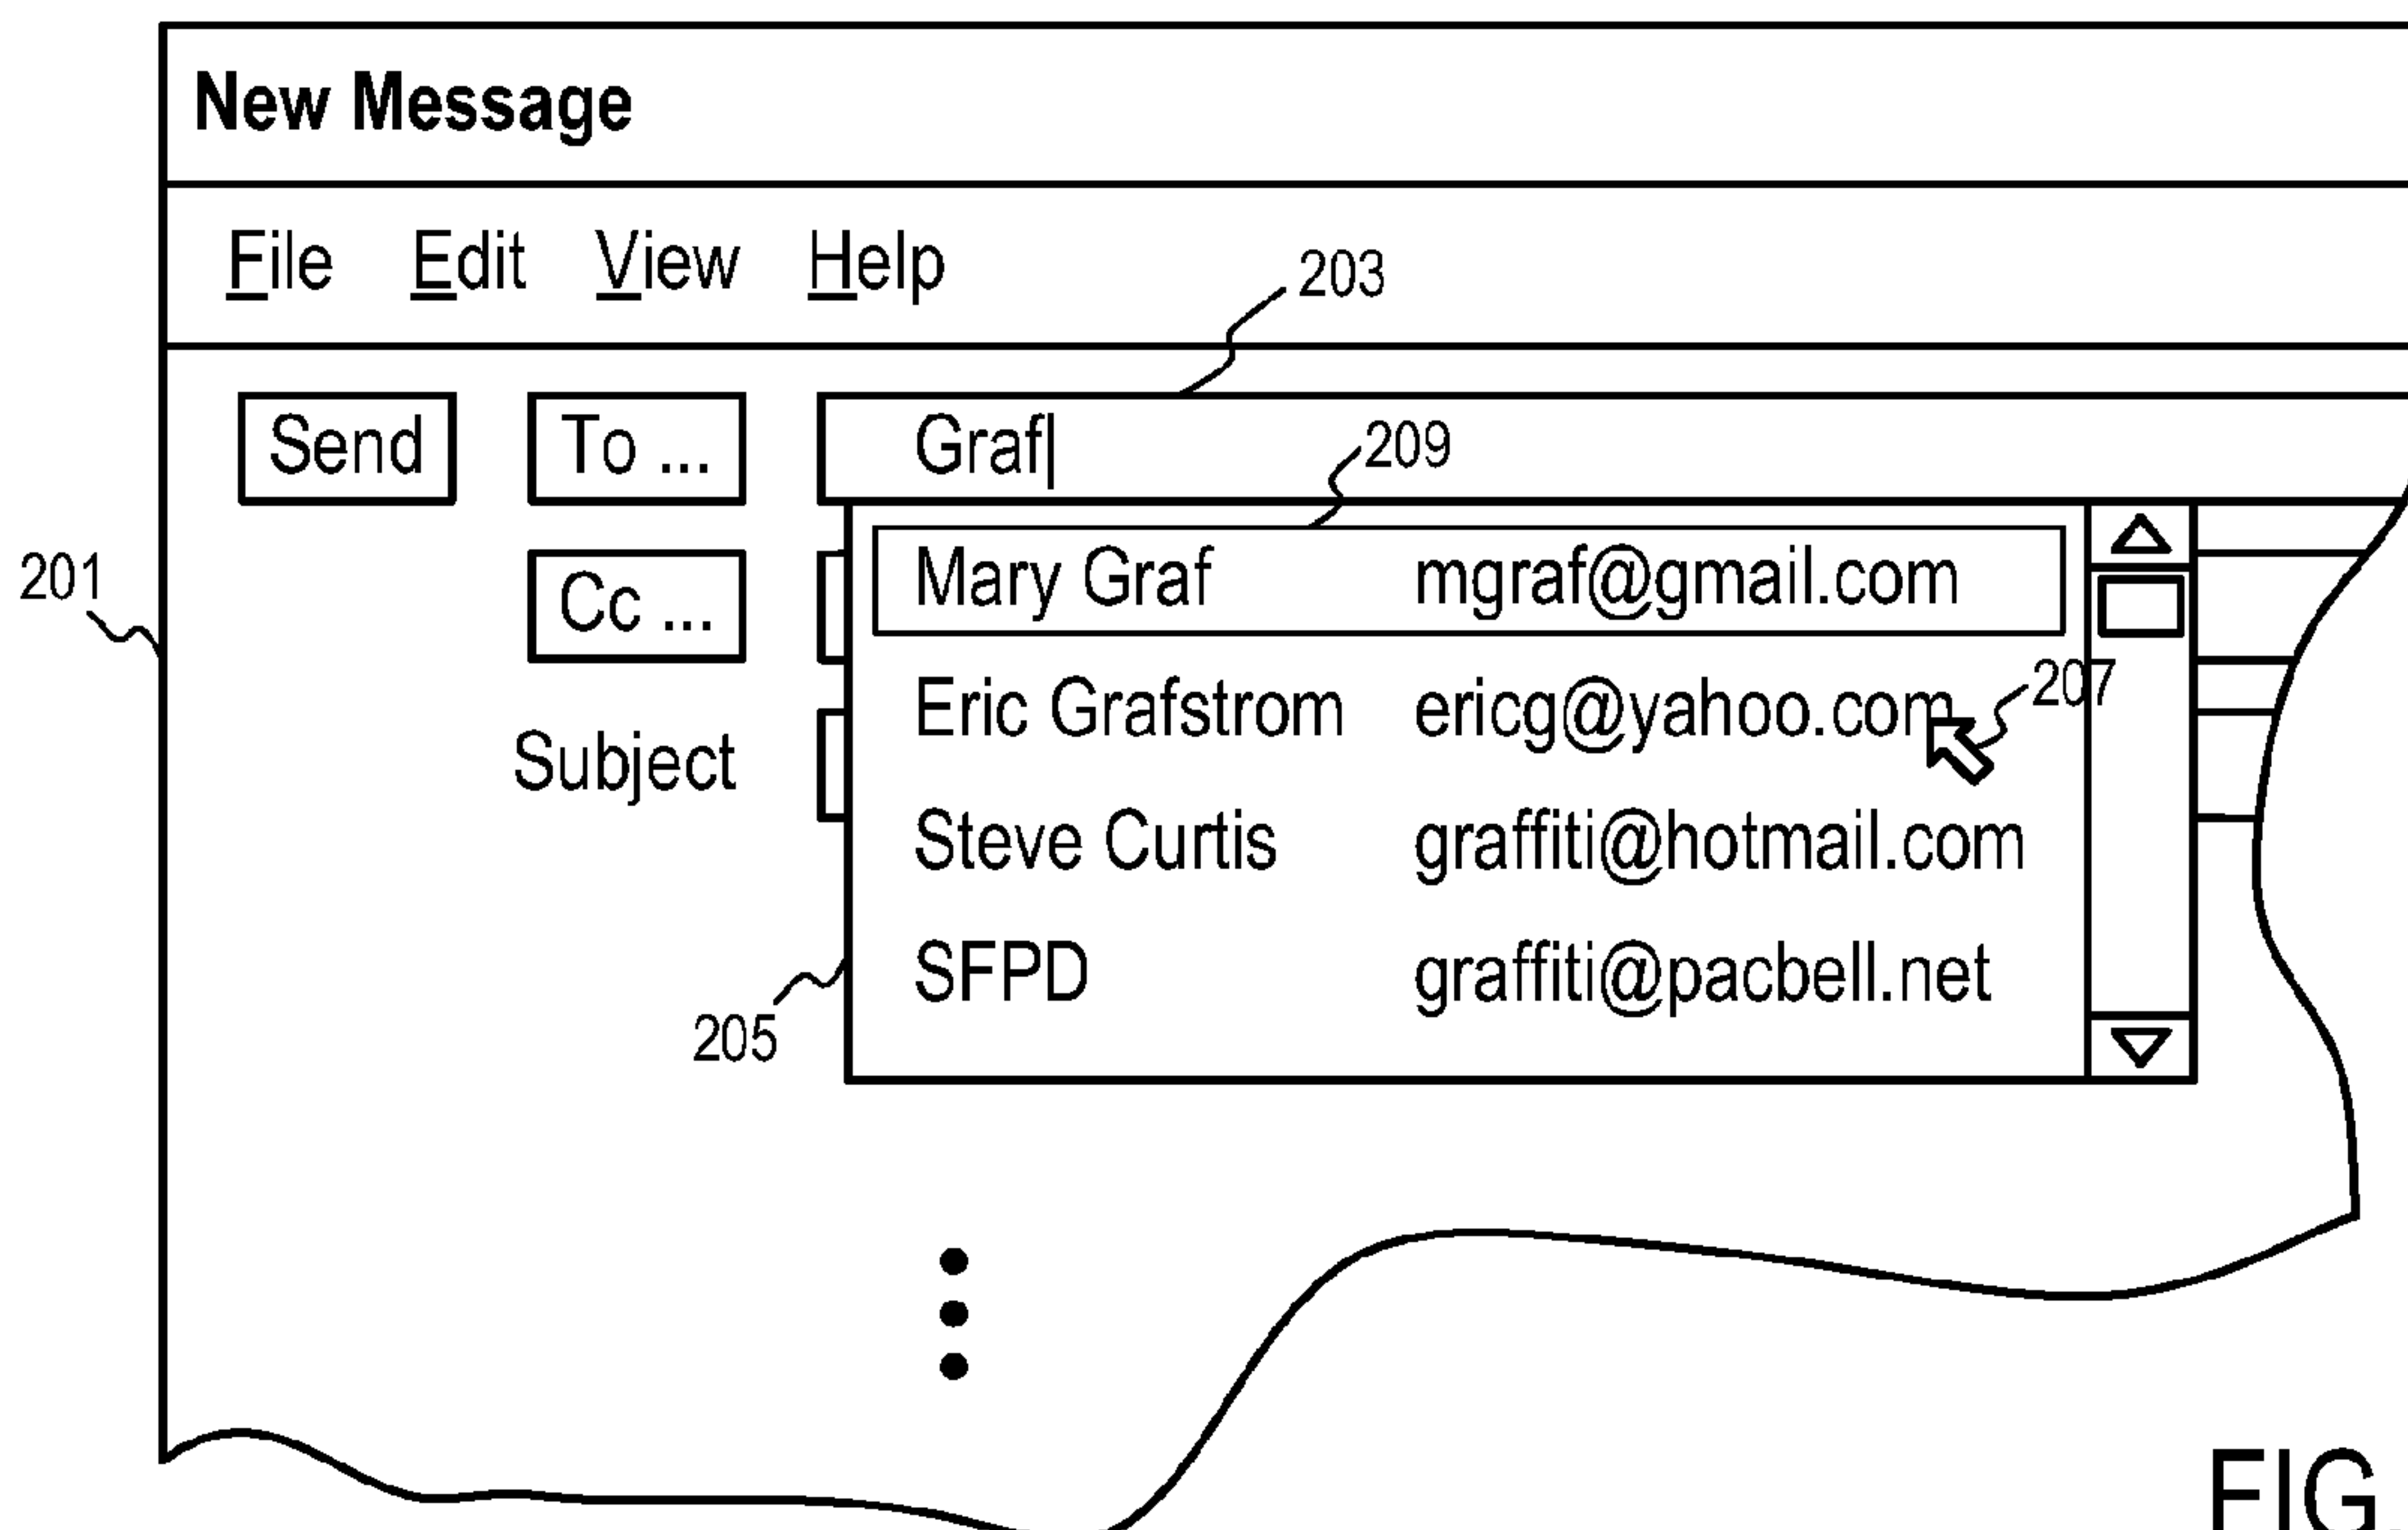 New Message
File Edit View Help
203
Send To ... Graf
209
Mary Graf mgraf@gmail.com
201
Cc ...
207
Eric Grafstrom ericg@yahoo.com
Subject
Steve Curtis graffiti@hotmail.com
SFPD graffiti@pacbell.net
205
FIG.